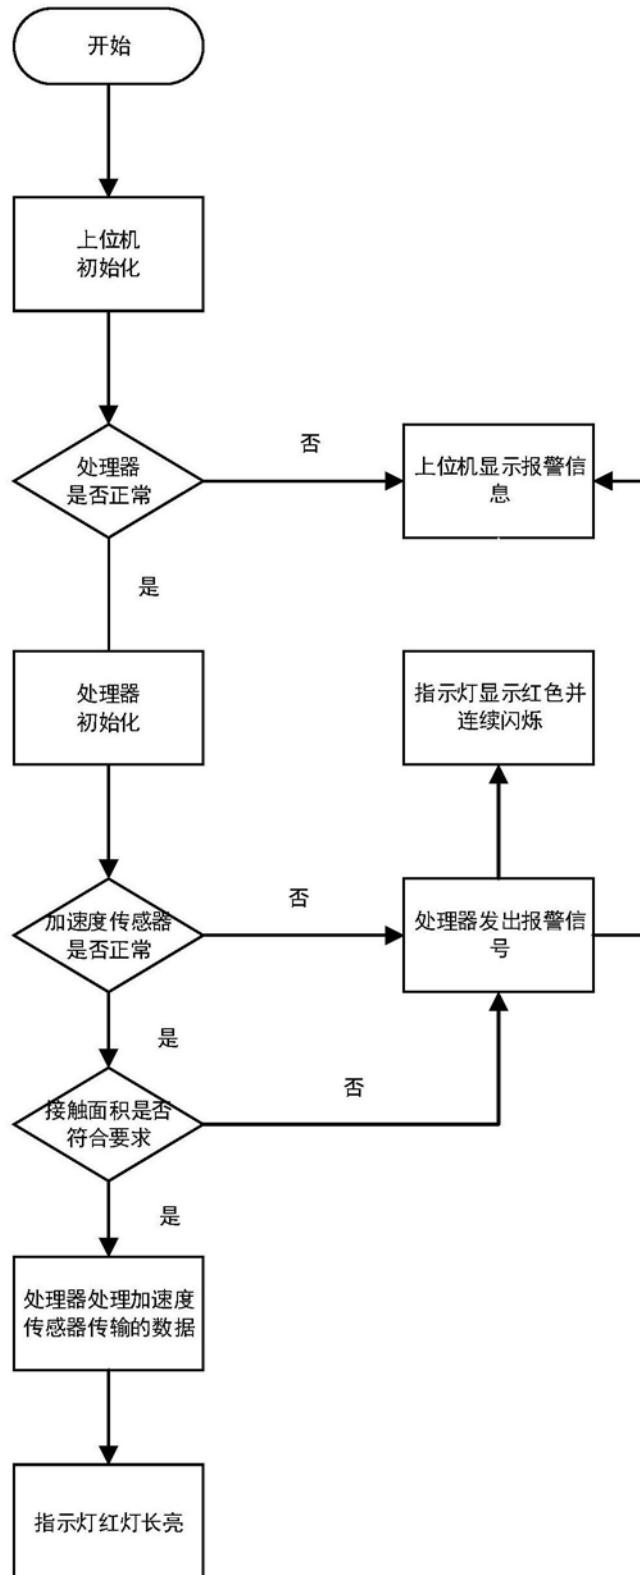 开始
上位机
初始化
处理器
是否正常
否
上位机显示报警信
息
是
处理器
初始化
指示灯显示红色并
连续闪烁
加速度传感器
是否正常
否
处理器发出报警信
号
是
接触面积是否
符合要求
否
是
处理器处理加速度
传感器传输的数据
指示灯红灯长亮